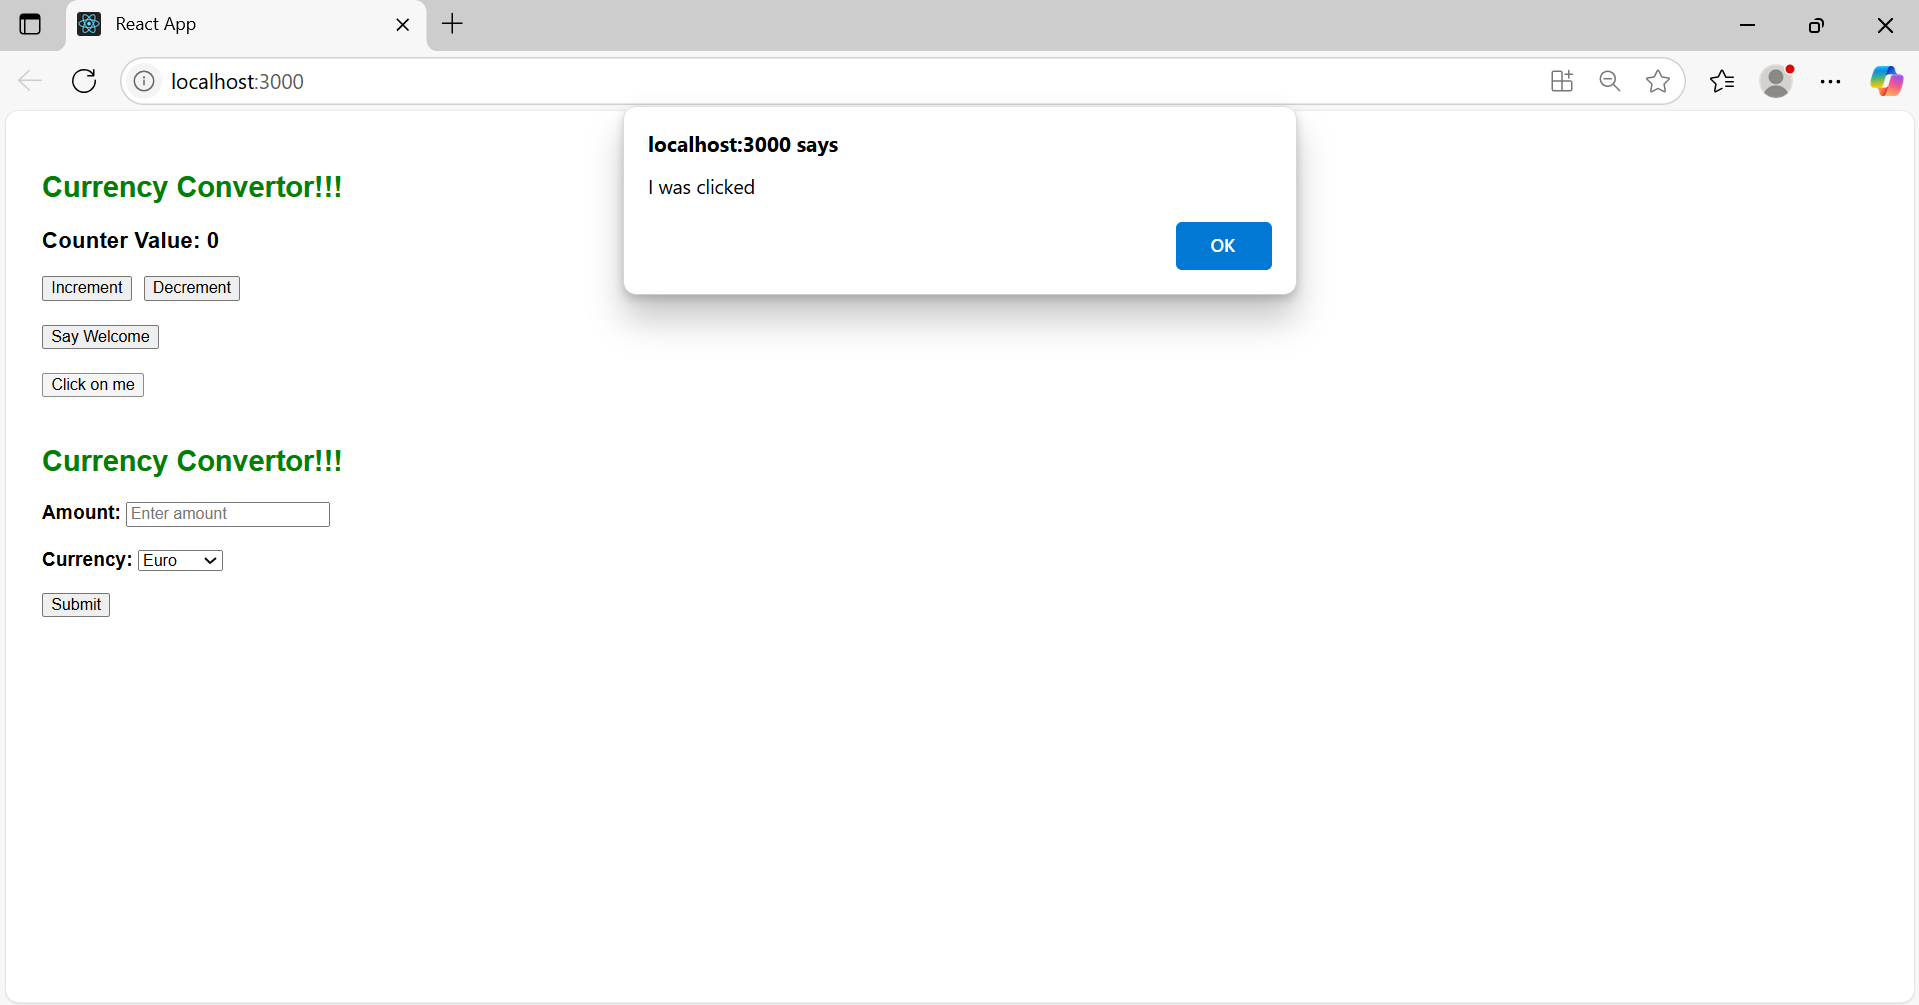 React App
localhost:3000
localhost:3000 says
I was clicked
OK
Currency Convertor!!!
Counter Value: 0
Increment Decrement
Say Welcome
Click on me
Currency Convertor!!!
Amount: Enter amount
Currency: Euro
Submit